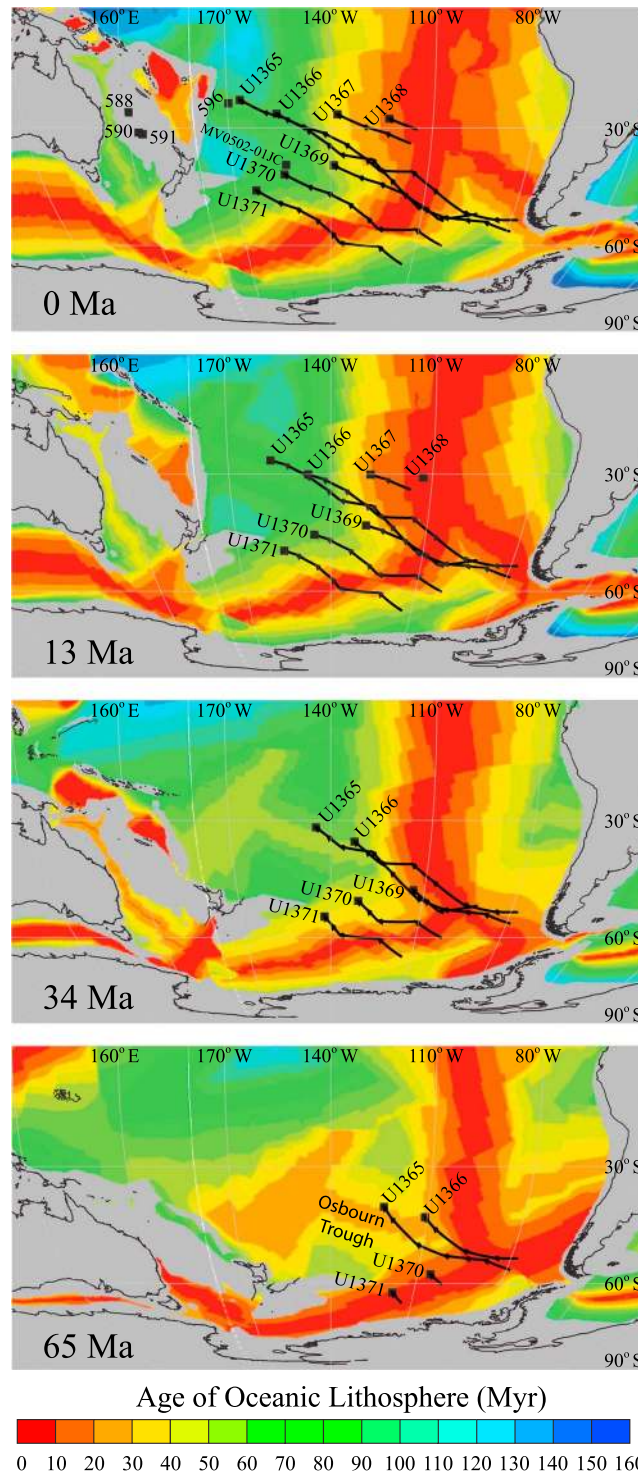 160° E 170° W 140° W 110° W 80° W
588
590
591
596
U1365
U1366
U1367
U1368
MV0502-01JC
U1369
U1370
U1371
30° S
60° S
90° S
0 Ma
160° E 170° W 140° W 110° W 80° W
U1365
U1366
U1367
U1368
U1369
U1370
U1371
30° S
60° S
90° S
13 Ma
160° E 170° W 140° W 110° W 80° W
U1365
U1366
U1369
U1370
U1371
30° S
60° S
90° S
34 Ma
160° E 170° W 140° W 110° W 80° W
U1365
U1366
Osbourn
Trough
U1370
U1371
30° S
60° S
90° S
65 Ma
Age of Oceanic Lithosphere (Myr)
0 10 20 30 40 50 60 70 80 90 100 110 120 130 140 150 16